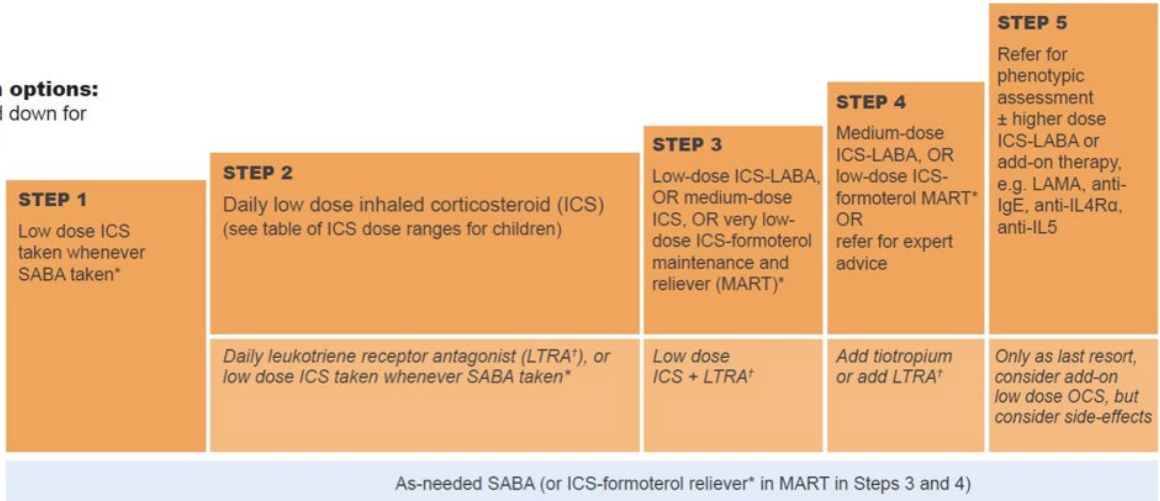 options:
down for
STEP 1
Low dose ICS
taken whenever
SABA taken*
STEP 2
Daily low dose inhaled corticosteroid (ICS)
(see table of ICS dose ranges for children)
Daily leukotriene receptor antagonist (LTRA†), or
low dose ICS taken whenever SABA taken*
STEP 3
Low-dose ICS-LABA,
OR medium-dose
ICS, OR very low-
dose ICS-formoterol
maintenance and
reliever (MART)*
Low dose
ICS + LTRA†
STEP 4
Medium-dose
ICS-LABA, OR
low-dose ICS-
formoterol MART*
OR
refer for expert
advice
Add tiotropium
or add LTRA†
STEP 5
Refer for
phenotypic
assessment
± higher dose
ICS-LABA or
add-on therapy,
e.g. LAMA, anti-
IgE, anti-IL4Rα,
anti-IL5
Only as last resort,
consider add-on
low dose OCS, but
consider side-effects
As-needed SABA (or ICS-formoterol reliever* in MART in Steps 3 and 4)